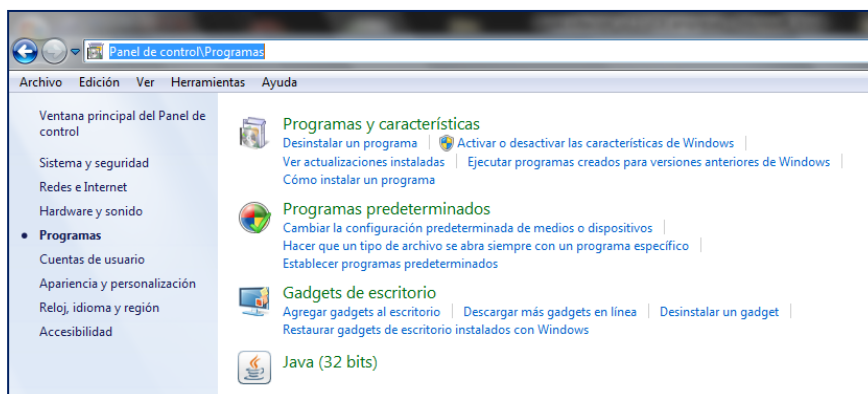 Panel de control\Programas
Archivo Edición Ver Herramientas Ayuda
Ventana principal del Panel de
control
Sistema y seguridad
Redes e Internet
Hardware y sonido
Programas
Cuentas de usuario
Apariencia y personalización
Reloj, idioma y región
Accesibilidad
Programas y características
Desinstalar un programa Activar o desactivar las características de Windows
Ver actualizaciones instaladas Ejecutar programas creados para versiones anteriores de Windows
Cómo instalar un programa
Programas predeterminados
Cambiar la configuración predeterminada de medios o dispositivos
Hacer que un tipo de archivo se abra siempre con un programa específico
Establecer programas predeterminados
Gadgets de escritorio
Agregar gadgets al escritorio Descargar más gadgets en línea Desinstalar un gadget
Restaurar gadgets de escritorio instalados con Windows
Java (32 bits)